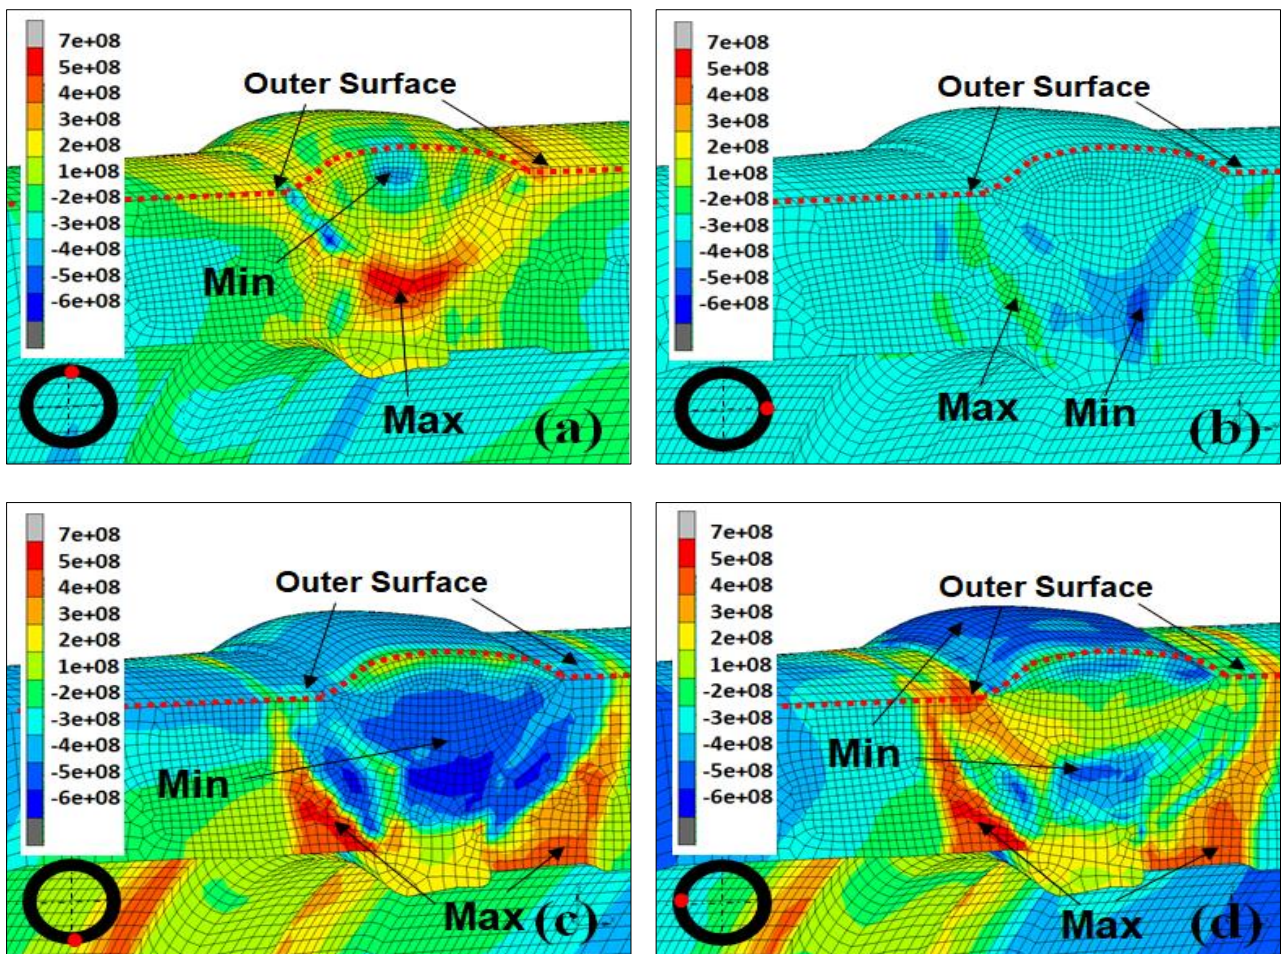 7e+08
5e+08
4e+08
3e+08
2e+08
1e+08
-2e+08
-3e+08
-4e+08
-5e+08
-6e+08
Outer Surface
Min
Max
(a)
7e+08
5e+08
4e+08
3e+08
2e+08
1e+08
-2e+08
-3e+08
-4e+08
-5e+08
-6e+08
Outer Surface
Max
Min
(b)
7e+08
5e+08
4e+08
3e+08
2e+08
1e+08
-2e+08
-3e+08
-4e+08
-5e+08
-6e+08
Outer Surface
Min
Max
(c)
7e+08
5e+08
4e+08
3e+08
2e+08
1e+08
-2e+08
-3e+08
-4e+08
-5e+08
-6e+08
Outer Surface
Min
Max
(d)